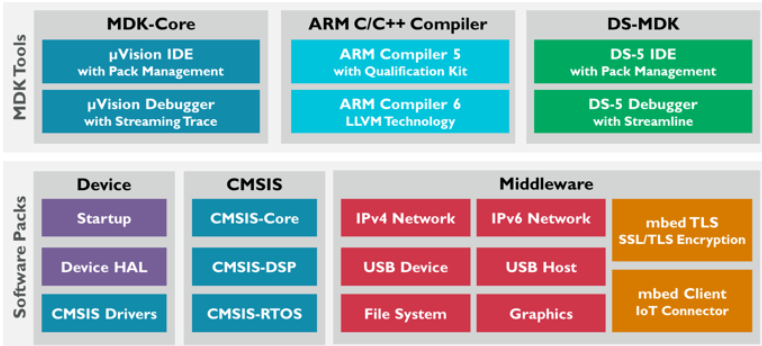 MDK Tools
MDK-Core
µVision IDE
with Pack Management
µVision Debugger
with Streaming Trace
ARM C/C++ Compiler
ARM Compiler 5
with Qualification Kit
ARM Compiler 6
LLVM Technology
DS-MDK
DS-5 IDE
with Pack Management
DS-5 Debugger
with Streamline
Software Packs
Device
Startup
Device HAL
CMSIS Drivers
CMSIS
CMSIS-Core
CMSIS-DSP
CMSIS-RTOS
Middleware
IPv4 Network
IPv6 Network
USB Device
USB Host
File System
Graphics
mbed TLS
SSL/TLS Encryption
mbed Client
IoT Connector